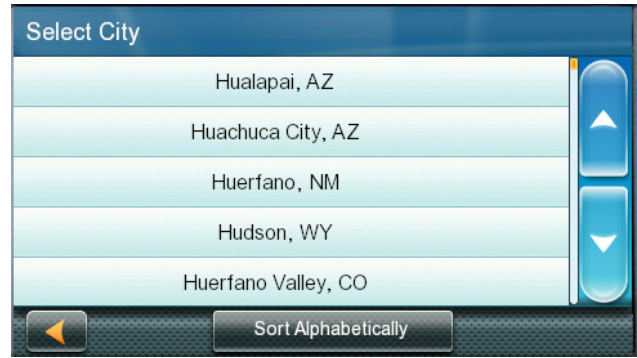 Select City
Hualapai, AZ
Huachuca City, AZ
Huerfano, NM
Hudson, WY
Huerfano Valley, CO
Sort Alphabetically